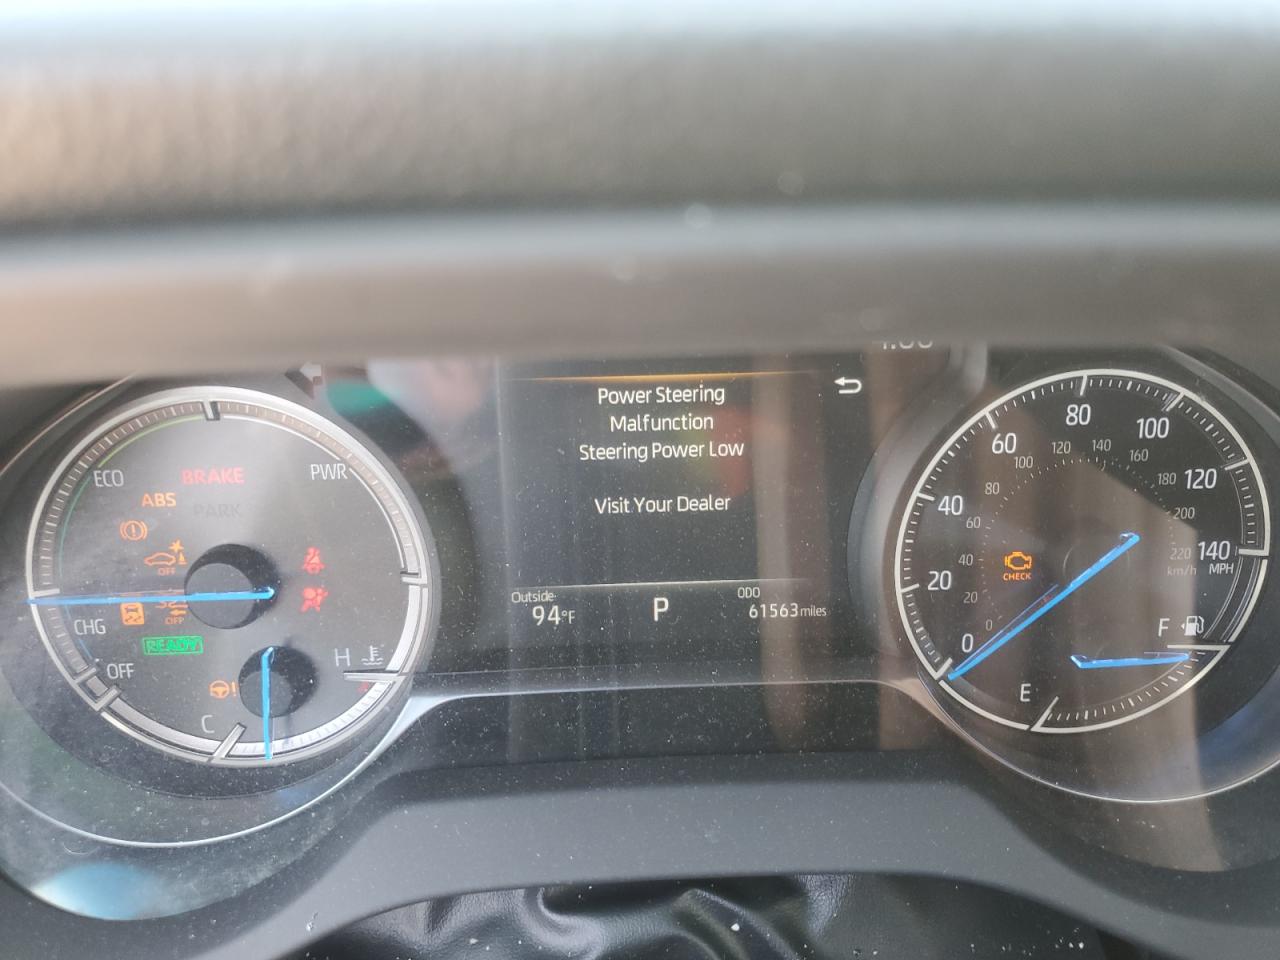 Power Steering
Malfunction
Steering Power Low
Visit Your Dealer
Outside
94°F
P
ODO
61563 miles
ECO
BRAKE
PWR
ABS
PARK
OFF
OFF
CHG
READY
OFF
H
C
0
20
40
60
80
100
120
140
MPH
0
20
40
60
80
100
120
140
160
180
200
220
km/h
CHECK
F
E